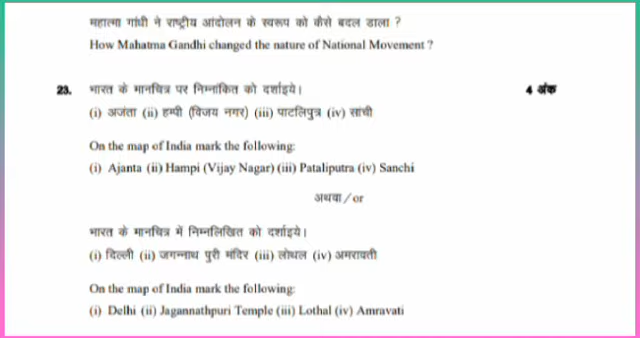 महात्मा गांधी ने राष्ट्रीय आंदोलन के स्वरूप को कैसे बदल डाला ?
How Mahatma Gandhi changed the nature of National Movement ?
23. भारत के मानचित्र पर निम्नांकित को दर्शाइये। 4 अंक
(i) अजंता (ii) हम्पी (विजय नगर) (iii) पाटलिपुत्र (iv) सांची
On the map of India mark the following:
(i) Ajanta (ii) Hampi (Vijay Nagar) (iii) Pataliputra (iv) Sanchi
अथवा / or
भारत के मानचित्र में निम्नलिखित को दर्शाइये।
(i) दिल्ली (ii) जगन्नाथ पुरी मंदिर (iii) लोथल (iv) अमरावती
On the map of India mark the following:
(i) Delhi (ii) Jagannathpuri Temple (iii) Lothal (iv) Amravati